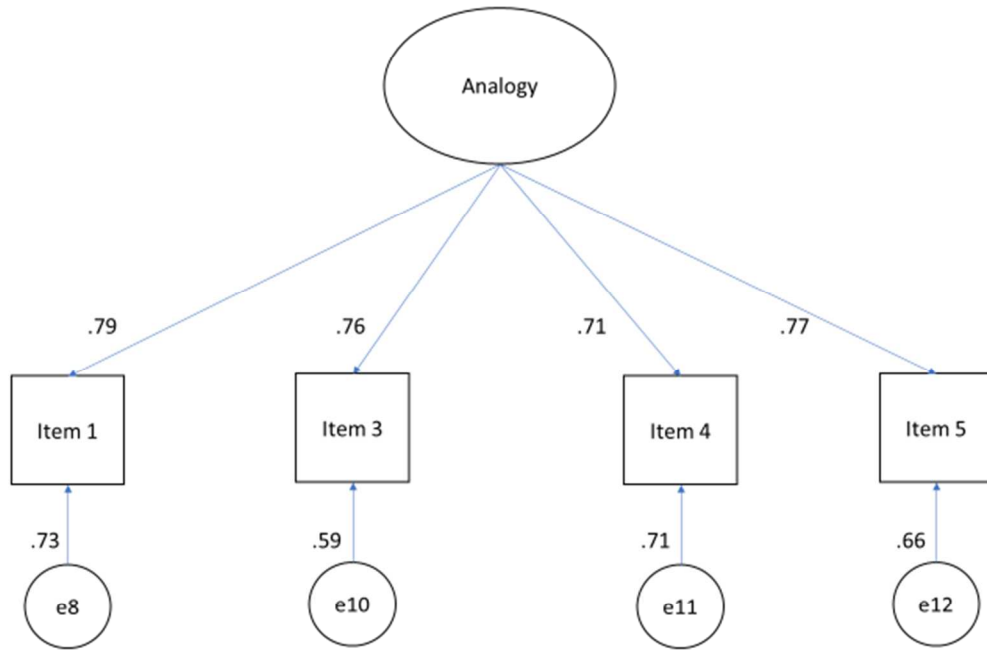 Analogy
.79
.76
.71
.77
Item 1
Item 3
Item 4
Item 5
.73
.59
.71
.66
e8
e10
e11
e12